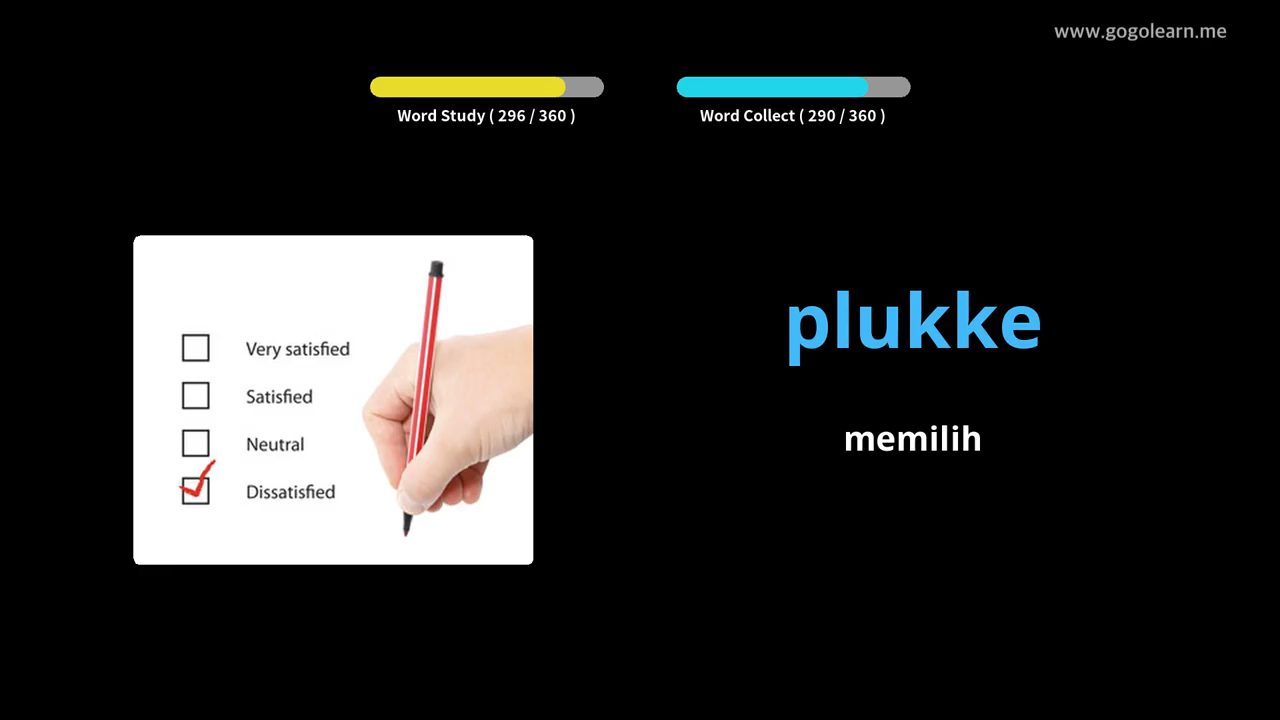 www.gogolearn.me
Word Study ( 296 / 360 )
Word Collect ( 290 / 360 )
Very satisfied
Satisfied
Neutral
Dissatisfied
plukke
memilih